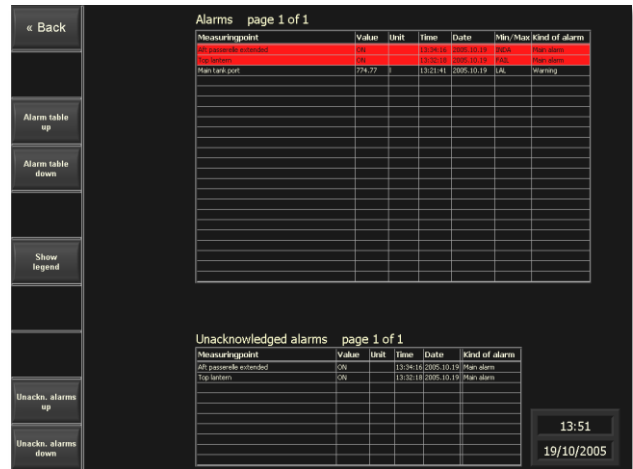 « Back
Alarm table
up
Alarm table
down
Show
legend
Unackn. alarms
up
Unackn. alarms
down
Alarms page 1 of 1
Measuringpoint Value Unit Time Date Min/Max Kind of alarm
Aft passerelle extended ON 13:34:16 2005.10.19 INDA Main alarm
Top lantern ON 13:32:18 2005.10.19 FAIL Main alarm
Main tank port 774.77 l 13:21:41 2005.10.19 LAL Warning
Unacknowledged alarms page 1 of 1
Measuringpoint Value Unit Time Date Kind of alarm
Aft passerelle extended ON 13:34:16 2005.10.19 Main alarm
Top lantern ON 13:32:18 2005.10.19 Main alarm
13:51
19/10/2005